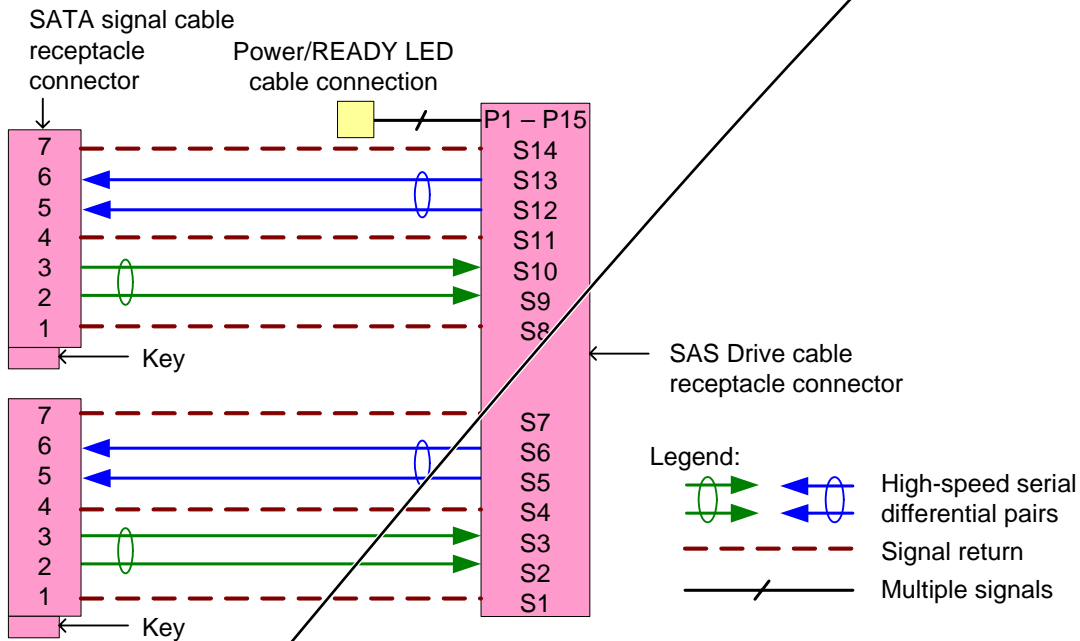 SATA signal cable
receptacle
connector
Power/READY LED
cable connection
P1 – P15
7
S14
6
S13
5
S12
4
S11
3
S10
2
S9
1
S8
Key
SAS Drive cable
receptacle connector
7
S7
6
S6
5
S5
4
S4
3
S3
2
S2
1
S1
Key
Legend:
High-speed serial
differential pairs
Signal return
Multiple signals